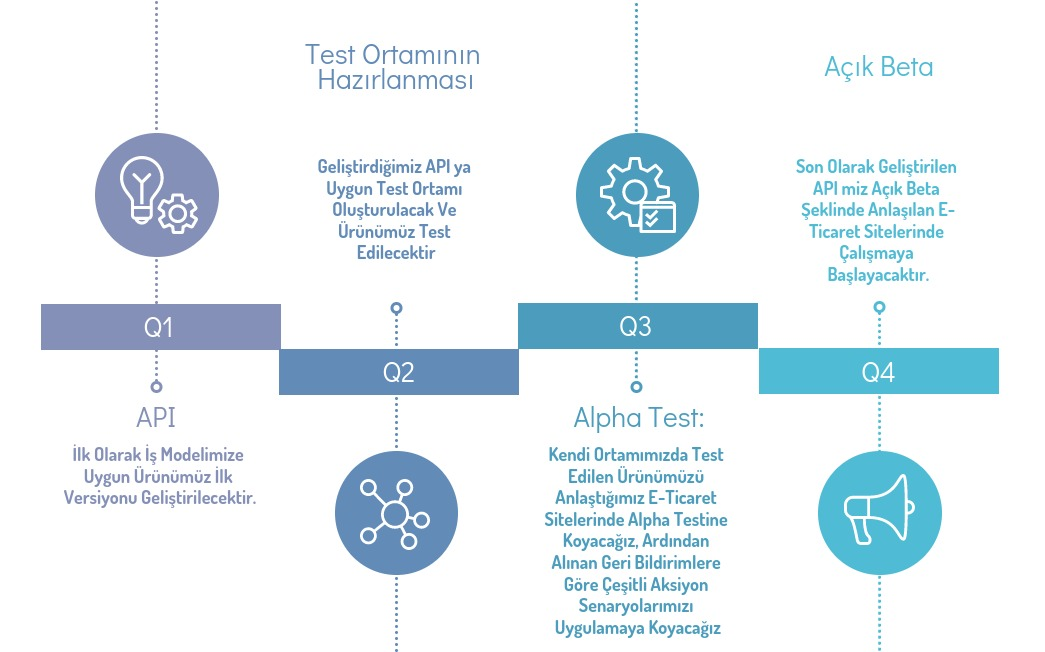 Q1
API
İlk Olarak İş Modelimize
Uygun Ürünümüz İlk
Versiyonu Geliştirilecektir.
Test Ortamının
Hazırlanması
Geliştirdiğimiz API ya
Uygun Test Ortamı
Oluşturulacak Ve
Ürünümüz Test
Edilecektir
Q2
Q3
Alpha Test:
Kendi Ortamımızda Test
Edilen Ürünümüzü
Anlaştığımız E-Ticaret
Sitelerinde Alpha Testine
Koyacağız, Ardından
Alınan Geri Bildirimlere
Göre Çeşitli Aksiyon
Senaryolarımızı
Uygulamaya Koyacağız
Açık Beta
Son Olarak Geliştirilen
API miz Açık Beta
Şeklinde Anlaşılan E-
Ticaret Sitelerinde
Çalışmaya
Başlayacaktır.
Q4